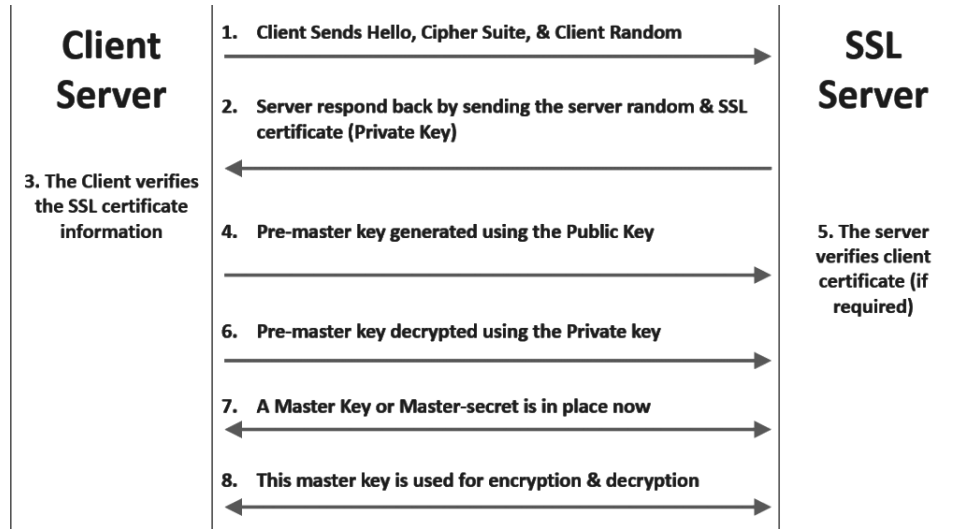 Client
Server
SSL
Server
1. Client Sends Hello, Cipher Suite, & Client Random
2. Server respond back by sending the server random & SSL
certificate (Private Key)
3. The Client verifies
the SSL certificate
information
4. Pre-master key generated using the Public Key
5. The server
verifies client
certificate (if
required)
6. Pre-master key decrypted using the Private key
7. A Master Key or Master-secret is in place now
8. This master key is used for encryption & decryption